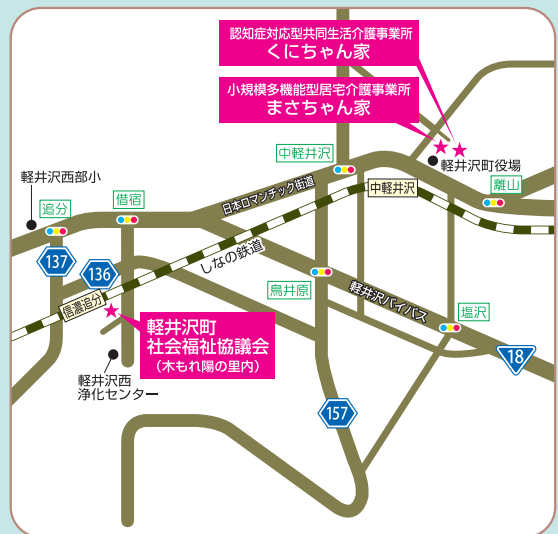 認知症対応型共同生活介護事業所
くにちゃん家
小規模多機能型居宅介護事業所
まさちゃん家
中軽井沢
軽井沢町役場
離山
軽井沢西部小
追分
借宿
日本ロマンチック街道
中軽井沢
しなの鉄道
137
136
信濃追分
鳥井原
軽井沢バイパス
塩沢
軽井沢町
社会福祉協議会
(木もれ陽の里内)
18
軽井沢西
浄化センター
157